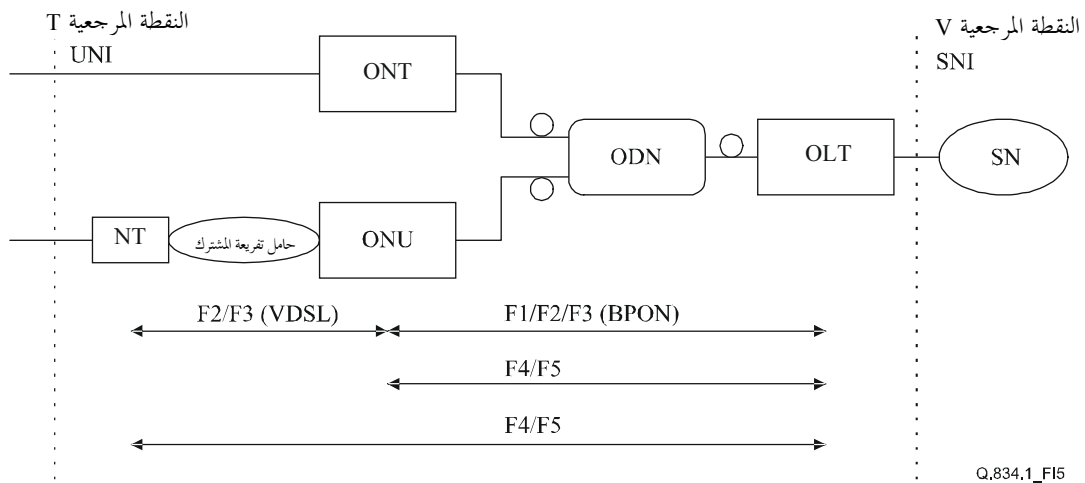 النقطة المرجعية T
UNI
النقطة المرجعية V
SNI
ONT
ODN
OLT
SN
NT
حامل تفريعة المشترك
ONU
F2/F3 (VDSL)
F1/F2/F3 (BPON)
F4/F5
F4/F5
Q.834,1_FI5